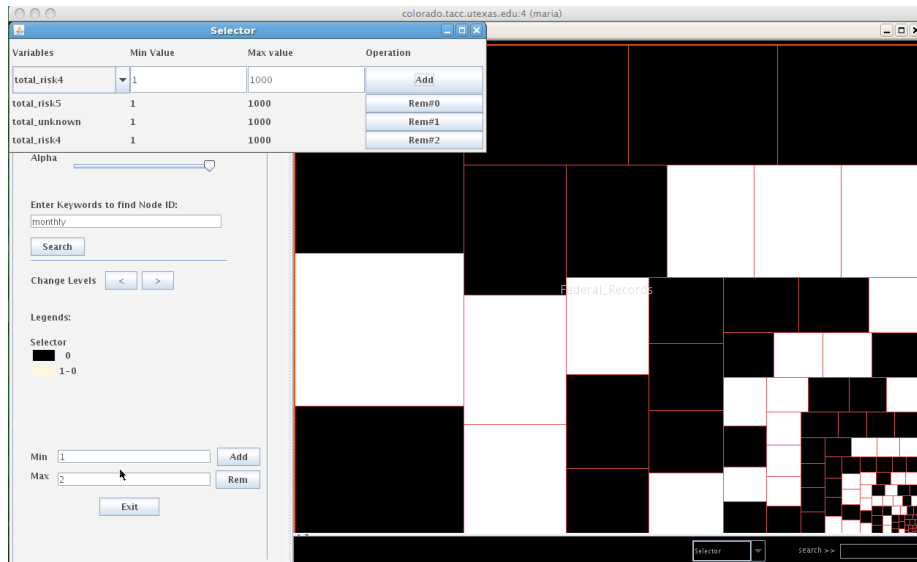 colorado.tacc.utexas.edu:4 (maria)
Selector
Variables Min Value Max value Operation
total_risk4 1 1000 Add
total_risk5 1 1000 Rem#0
total_unknown 1 1000 Rem#1
total_risk4 1 1000 Rem#2
Alpha
Enter Keywords to find Node ID:
monthly
Search
Change Levels < >
Legends:
Selector
0
1-0
Min 1 Add
Max 2 Rem
Exit
Federal_Records
Selector search >>